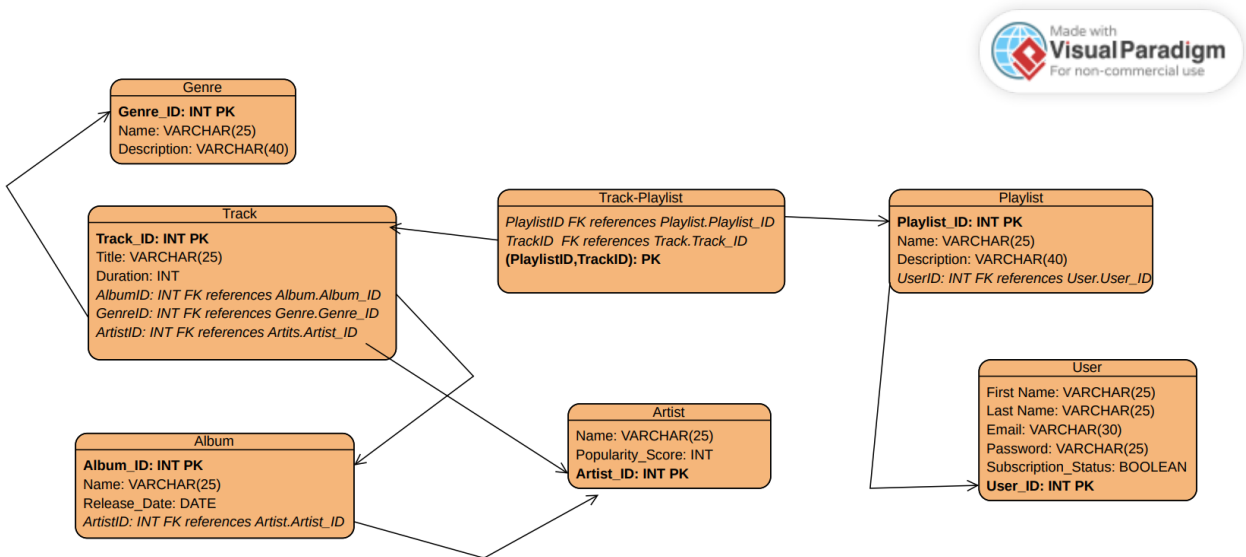 Made with
Visual Paradigm
For non-commercial use
Genre
Genre_ID: INT PK
Name: VARCHAR(25)
Description: VARCHAR(40)
Track
Track_ID: INT PK
Title: VARCHAR(25)
Duration: INT
AlbumID: INT FK references Album.Album_ID
GenreID: INT FK references Genre.Genre_ID
ArtistID: INT FK references Artits.Artist_ID
Track-Playlist
PlaylistID FK references Playlist.Playlist_ID
TrackID  FK references Track.Track_ID
(PlaylistID,TrackID): PK
Playlist
Playlist_ID: INT PK
Name: VARCHAR(25)
Description: VARCHAR(40)
UserID: INT FK references User.User_ID
User
First Name: VARCHAR(25)
Last Name: VARCHAR(25)
Email: VARCHAR(30)
Password: VARCHAR(25)
Subscription_Status: BOOLEAN
User_ID: INT PK
Artist
Name: VARCHAR(25)
Popularity_Score: INT
Artist_ID: INT PK
Album
Album_ID: INT PK
Name: VARCHAR(25)
Release_Date: DATE
ArtistID: INT FK references Artist.Artist_ID